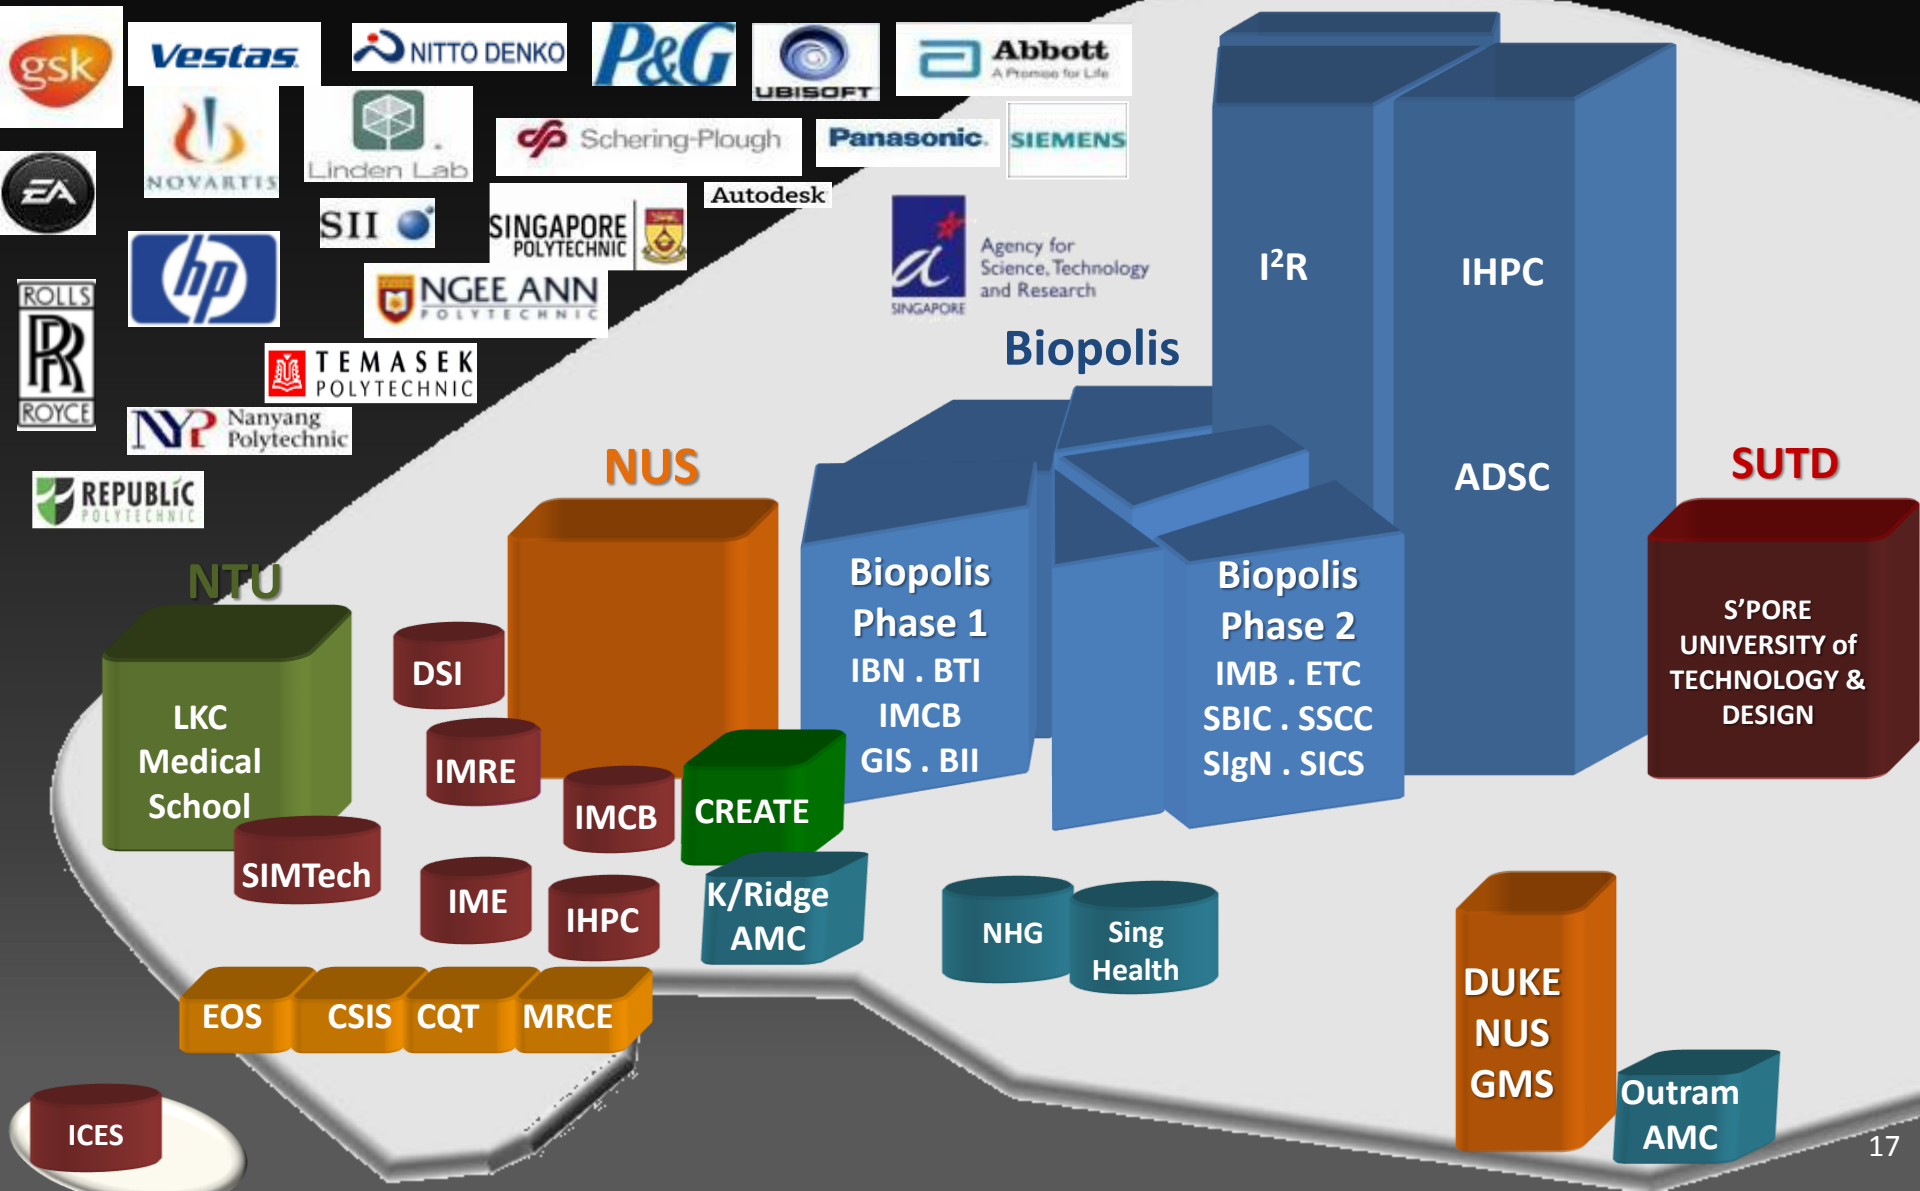 gsk
Vestas
NITTO DENKO
P&G
UBISOFT
Abbott
A Promise for Life
NOVARTIS
Linden Lab
Schering-Plough
Panasonic
SIEMENS
EA
SII
SINGAPORE
POLYTECHNIC
Autodesk
a
SINGAPORE
Agency for
Science, Technology
and Research
hp
NGEE ANN
POLYTECHNIC
ROLLS
RR
ROYCE
TEMASEK
POLYTECHNIC
NYP Nanyang
Polytechnic
REPUBLIC
POLYTECHNIC
I²R
IHPC
ADSC
Biopolis
NUS
SUTD
NTU
Biopolis
Phase 1
IBN . BTI
IMCB
GIS . BII
Biopolis
Phase 2
IMB . ETC
SBIC . SSCC
SIgN . SICS
S'PORE
UNIVERSITY of
TECHNOLOGY &
DESIGN
LKC
Medical
School
DSI
IMRE
IMCB
CREATE
SIMTech
IME
IHPC
K/Ridge
AMC
NHG
Sing
Health
EOS
CSIS
CQT
MRCE
DUKE
NUS
GMS
Outram
AMC
ICES
17